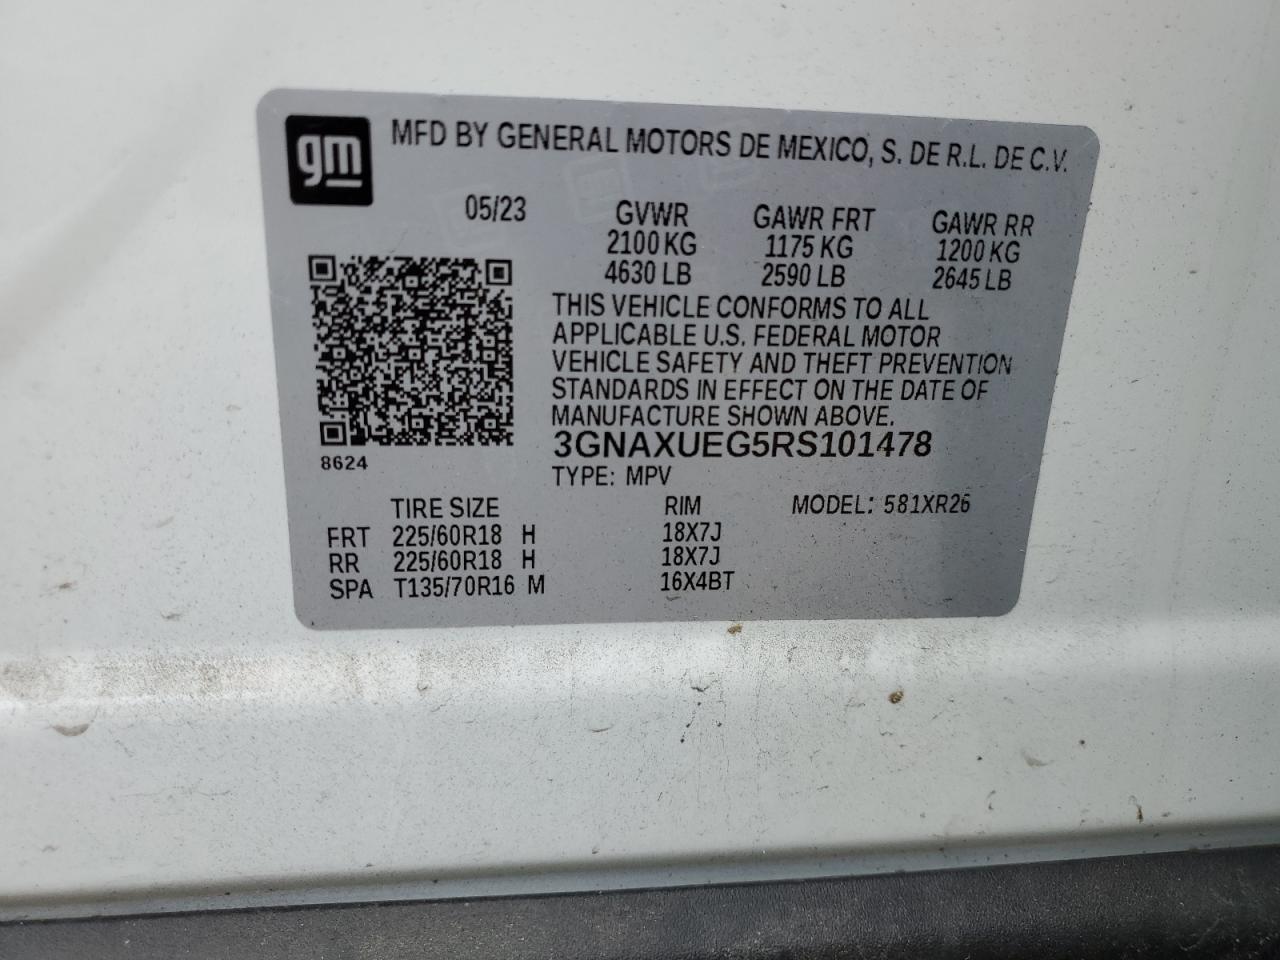 gm
MFD BY GENERAL MOTORS DE MEXICO, S. DE R.L. DE C.V.
05/23 GVWR GAWR FRT GAWR RR
2100 KG 1175 KG 1200 KG
4630 LB 2590 LB 2645 LB
THIS VEHICLE CONFORMS TO ALL
APPLICABLE U.S. FEDERAL MOTOR
VEHICLE SAFETY AND THEFT PREVENTION
STANDARDS IN EFFECT ON THE DATE OF
MANUFACTURE SHOWN ABOVE.
3GNAXUEG5RS101478
8624
TYPE: MPV
TIRE SIZE RIM MODEL: 581XR26
FRT 225/60R18 H 18X7J
RR 225/60R18 H 18X7J
SPA T135/70R16 M 16X4BT